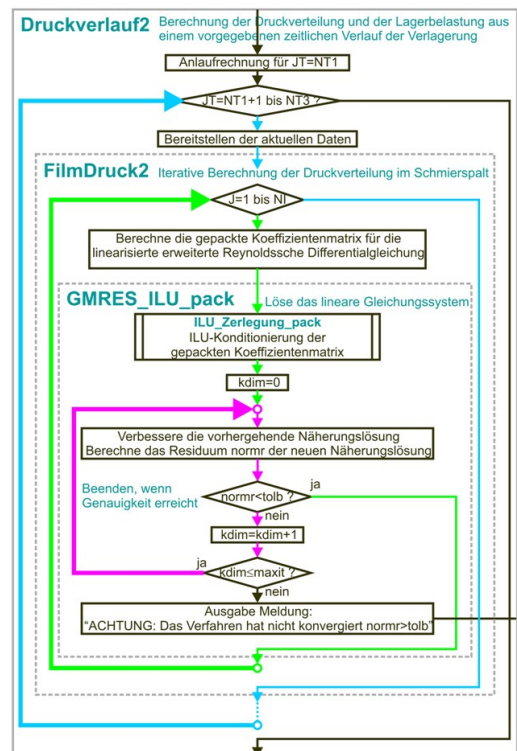 Druckverlauf2 Berechnung der Druckverteilung und der Lagerbelastung aus
einem vorgegebenen zeitlichen Verlauf der Verlagerung
Anlaufrechnung für JT=NT1
JT=NT1+1 bis NT3 ?
Bereitstellen der aktuellen Daten
FilmDruck2 Iterative Berechnung der Druckverteilung im Schmierspalt
J=1 bis NI
Berechne die gepackte Koeffizientenmatrix für die
linearisierte erweiterte Reynoldssche Differentialgleichung
GMRES_ILU_pack Löse das lineare Gleichungssystem
ILU_Zerlegung_pack
ILU-Konditionierung der
gepackten Koeffizientenmatrix
kdim=0
Verbessere die vorhergehende Näherungslösung
Berechne das Residuum normr der neuen Näherungslösung
Beenden, wenn
Genauigkeit erreicht
normr<tolb ?
ja
nein
kdim=kdim+1
ja
kdim≤maxit ?
nein
Ausgabe Meldung:
“ACHTUNG: Das Verfahren hat nicht konvergiert normr>tolb”